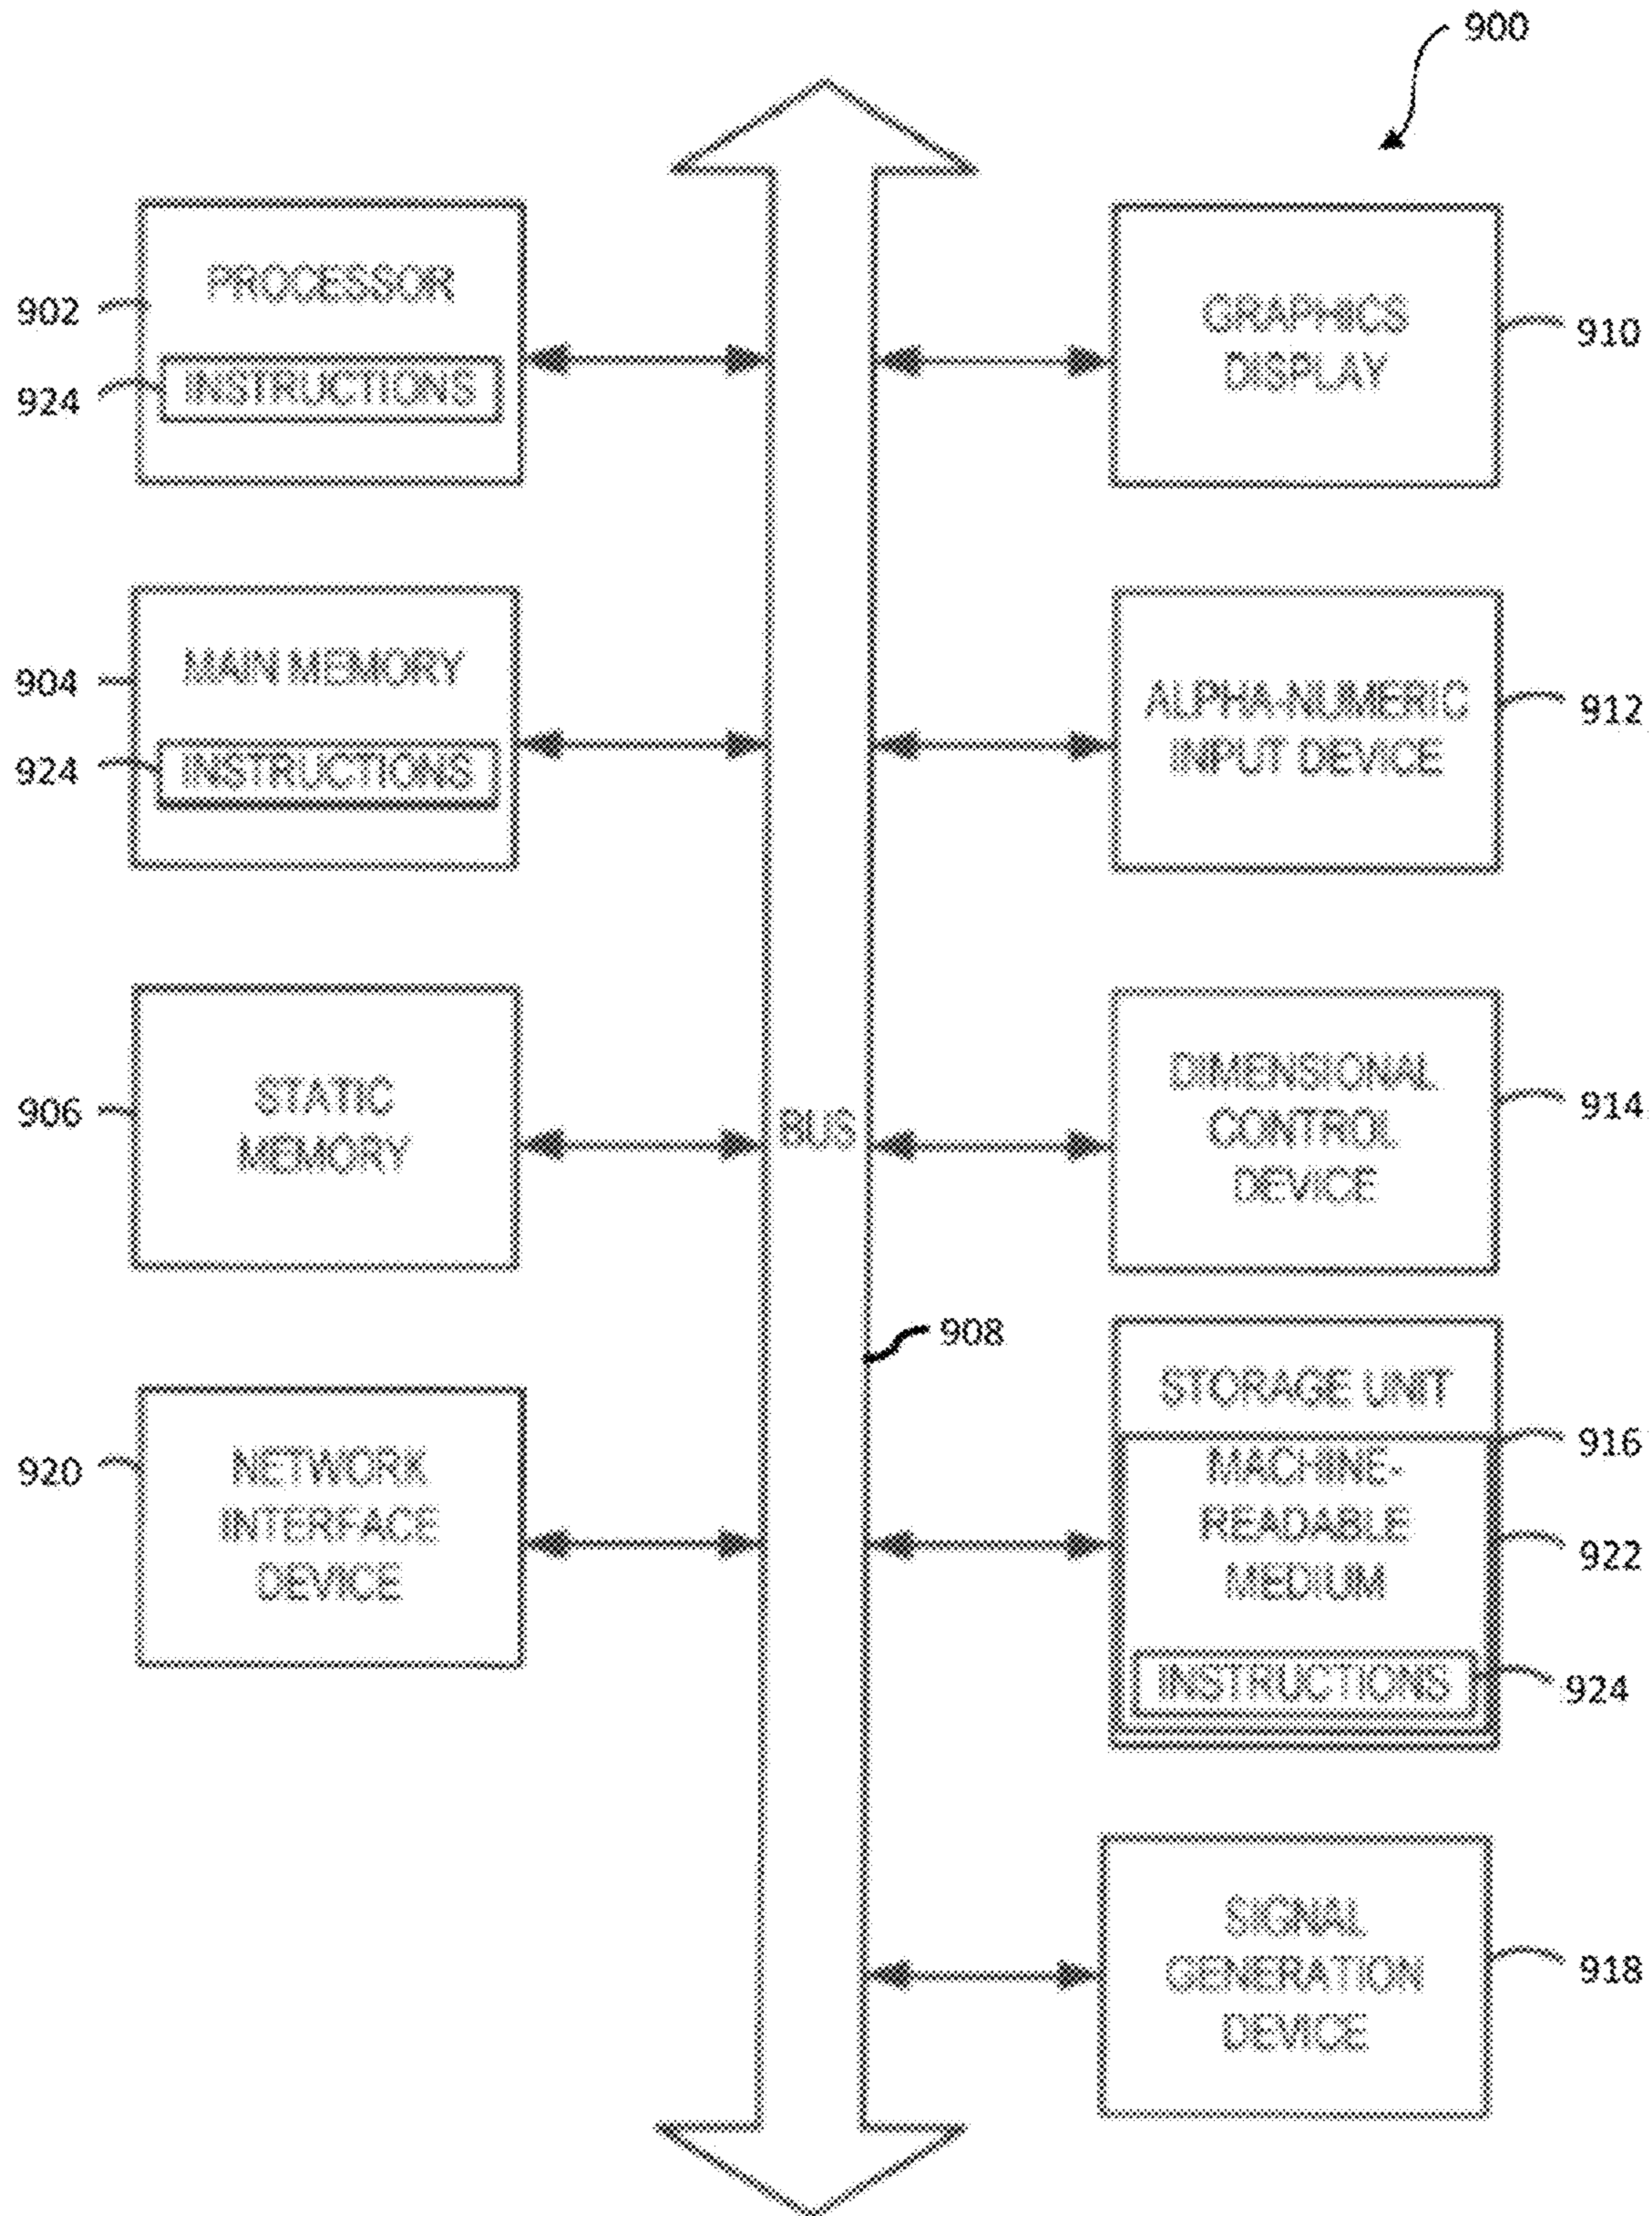 900
PROCESSOR
902
INSTRUCTIONS
924
GRAPHICS
DISPLAY
910
MAIN MEMORY
904
INSTRUCTIONS
924
ALPHA-NUMERIC
INPUT DEVICE
912
STATIC
MEMORY
906
BUS
DIMENSIONAL
CONTROL
DEVICE
914
908
NETWORK
INTERFACE
DEVICE
920
STORAGE UNIT
916
MACHINE-
READABLE
MEDIUM
922
INSTRUCTIONS
924
SIGNAL
GENERATION
DEVICE
918